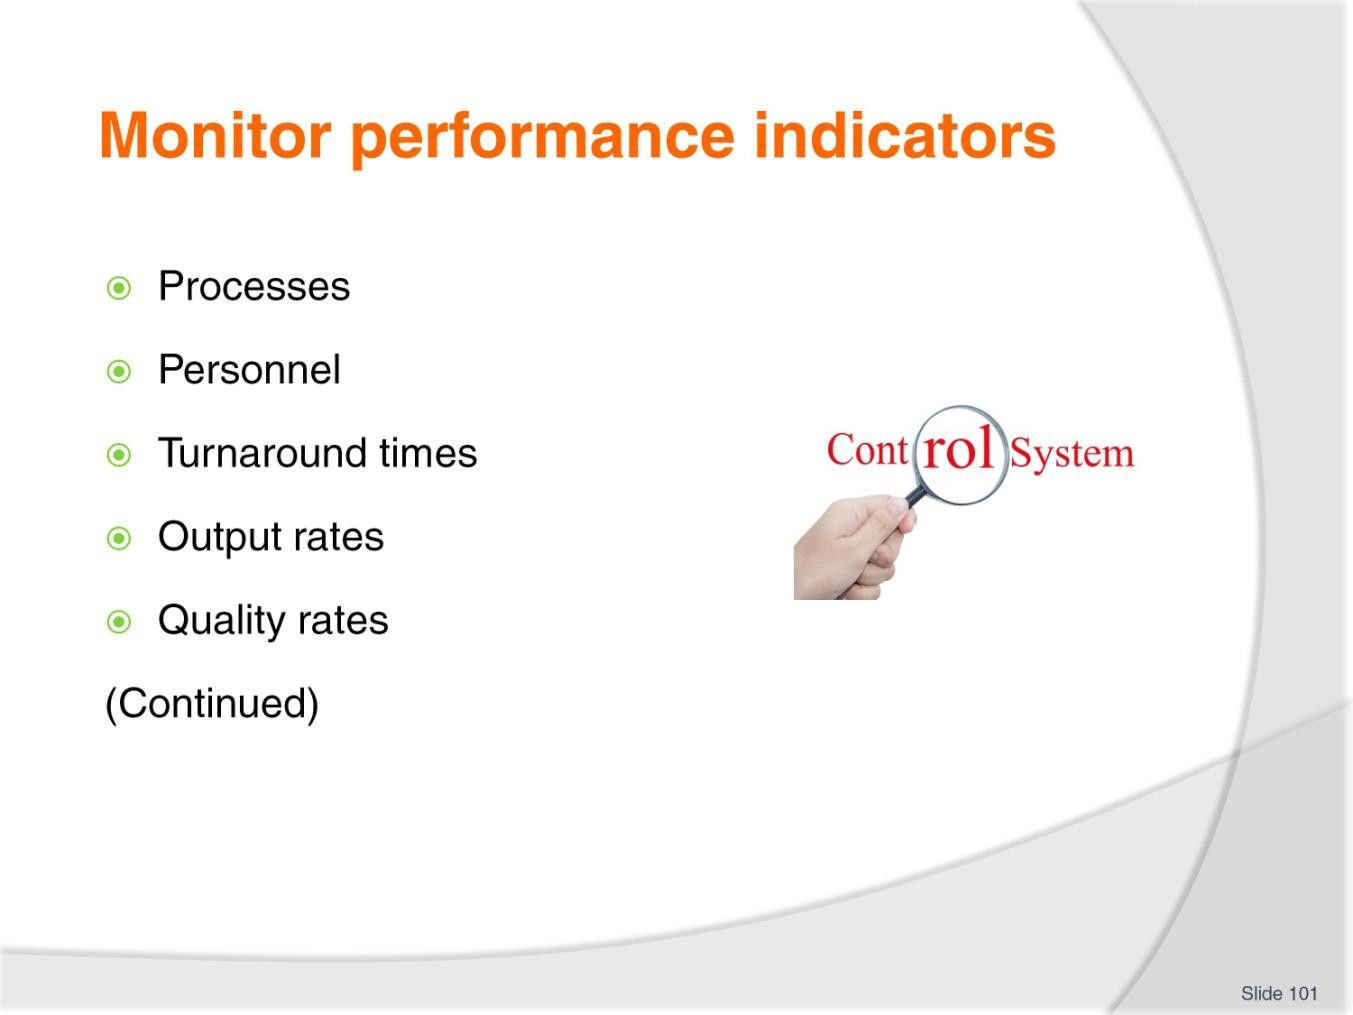 Monitor performance indicators
Processes
Personnel
Turnaround times
Output rates
Quality rates
(Continued)
Control System
Slide 101